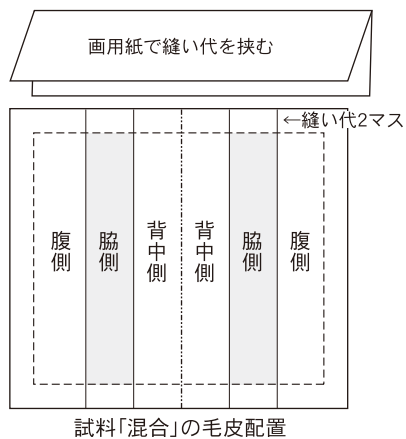 画用紙で縫い代を挟む
←縫い代2マス
腹側
脇側
背中側
背中側
脇側
腹側
試料「混合」の毛皮配置